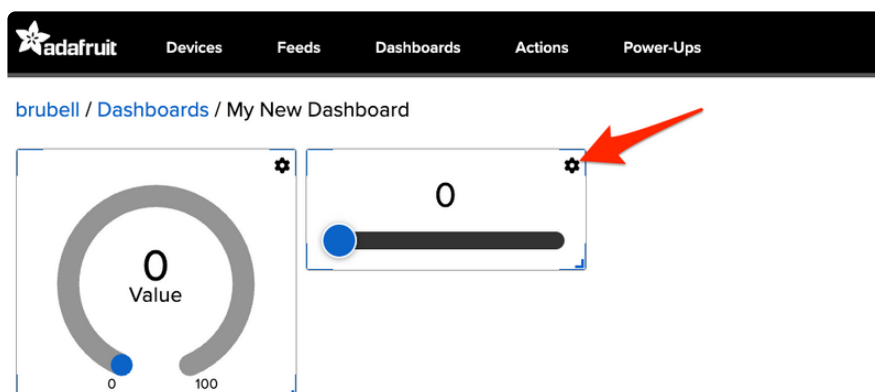 adafruit Devices Feeds Dashboards Actions Power-Ups
brubell / Dashboards / My New Dashboard
0
Value
0 100
0